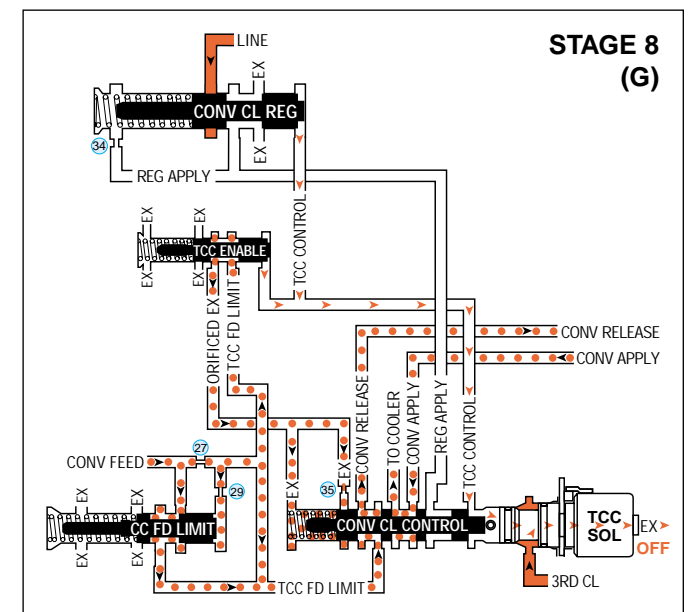 STAGE 8
(G)
LINE
EX
CONV CL REG
34
EX
REG APPLY
TCC CONTROL
EX
EX
TCC ENABLE
EX
EX
ORIFICED EX
TCC FD LIMIT
CONV RELEASE
CONV APPLY
CONV RELEASE
TO COOLER
CONV APPLY
REG APPLY
TCC CONTROL
27
CONV FEED
29
EX
EX
35
EX
EX
CC FD LIMIT
CONV CL CONTROL
TCC
SOL
EX
OFF
EX
EX
TCC FD LIMIT
3RD CL